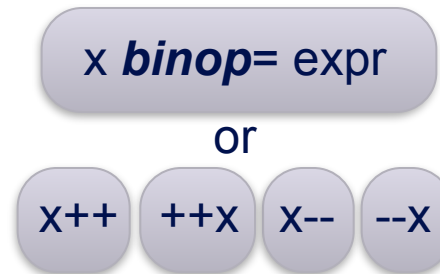 x binop= expr
or
x++ ++x x-- --x